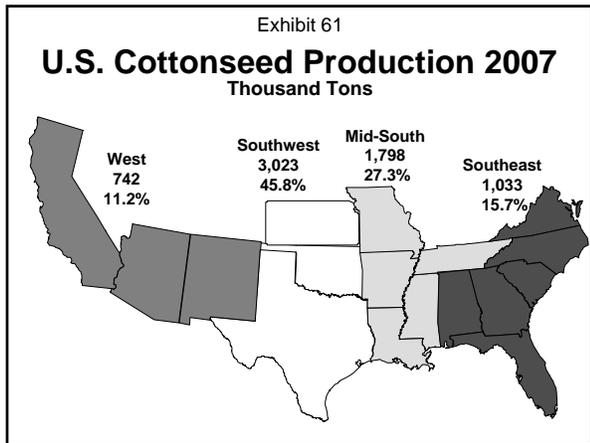 Exhibit 61
U.S. Cottonseed Production 2007
Thousand Tons
West
742
11.2%
Southwest
3,023
45.8%
Mid-South
1,798
27.3%
Southeast
1,033
15.7%